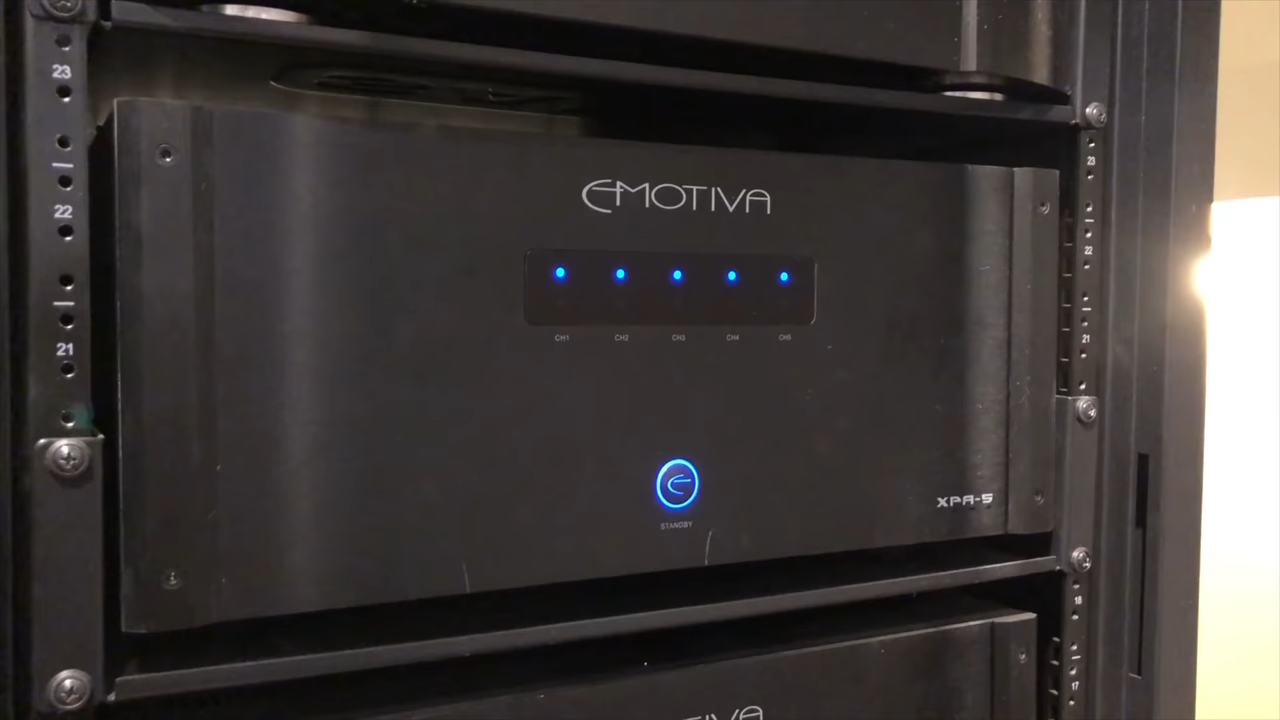 23
23
EMOTIVA
22
22
21
21
CH1 CH2 CH3 CH4 CH5
STANDBY
XPA-5
18
17